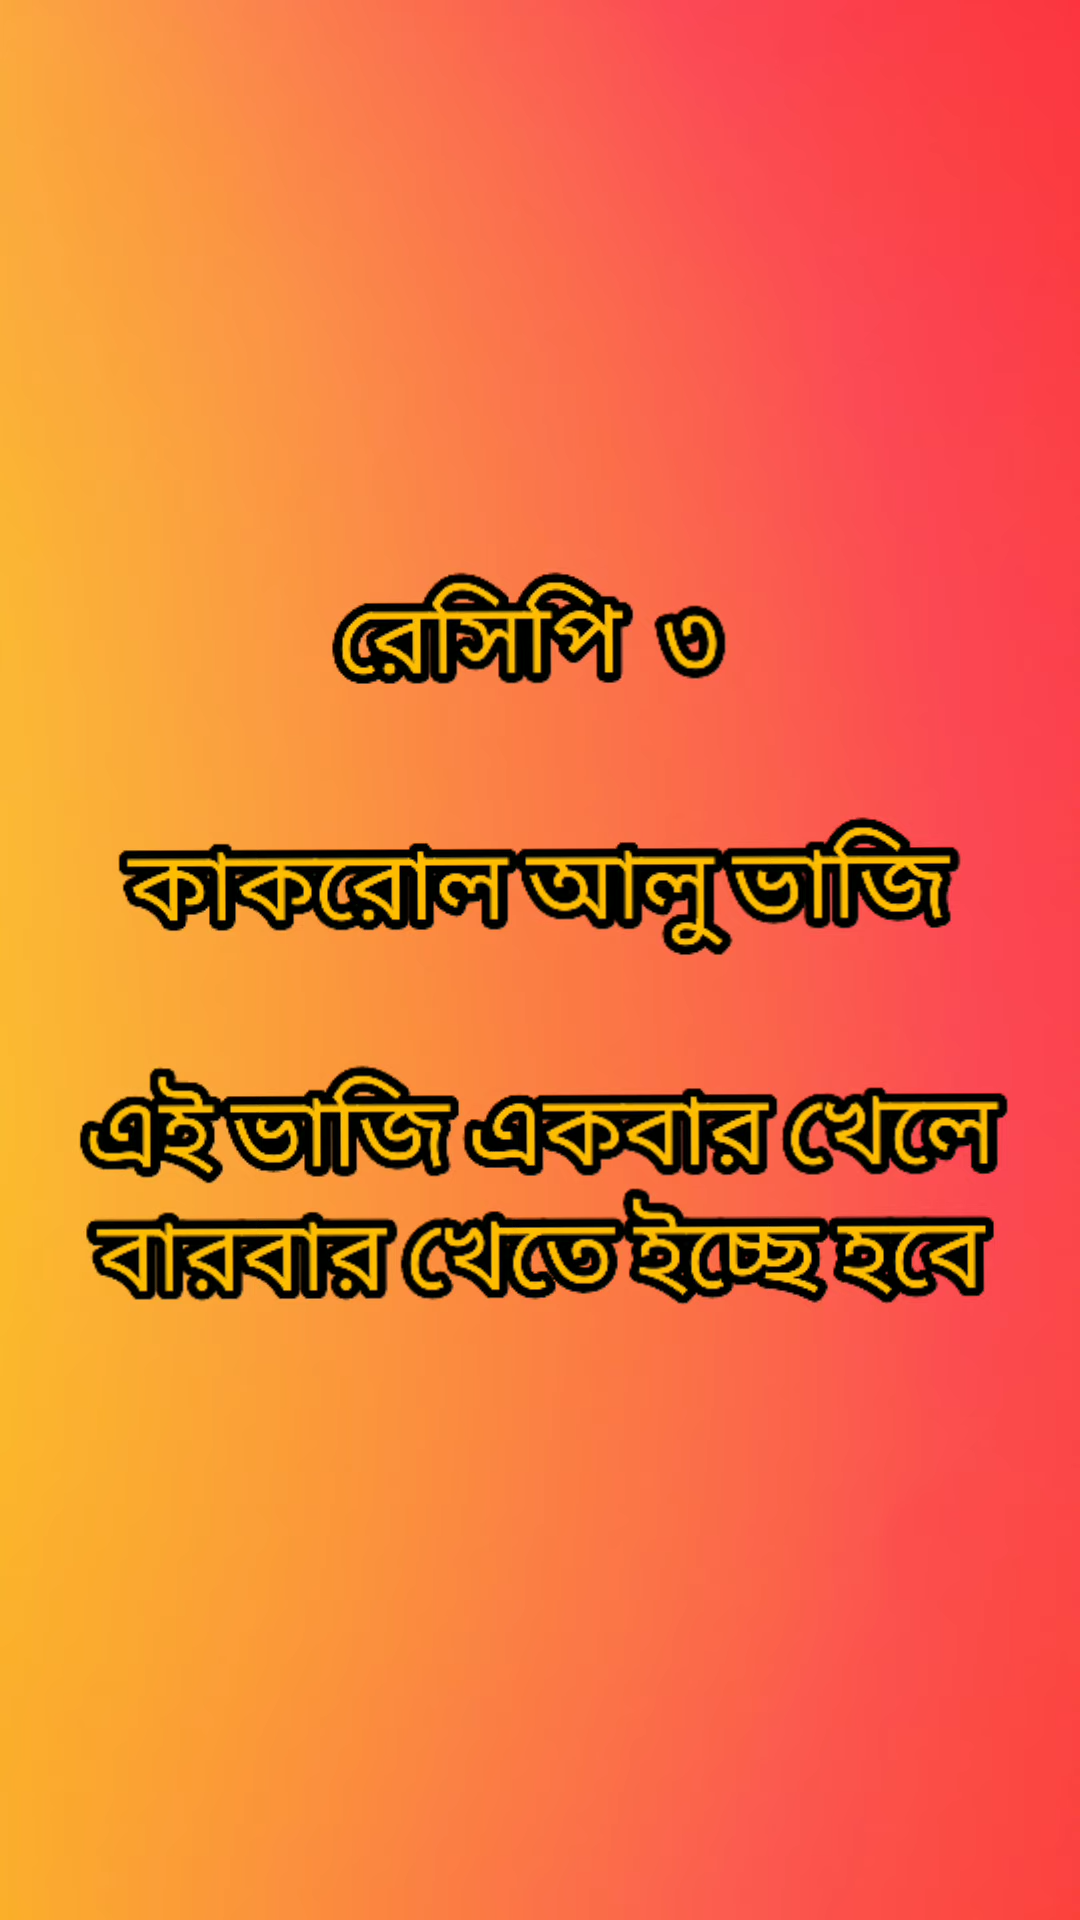 রেসিপি ৩
কাকরোল আলু ভাজি
এই ভাজি একবার খেলে
বারবার খেতে ইচ্ছে হবে